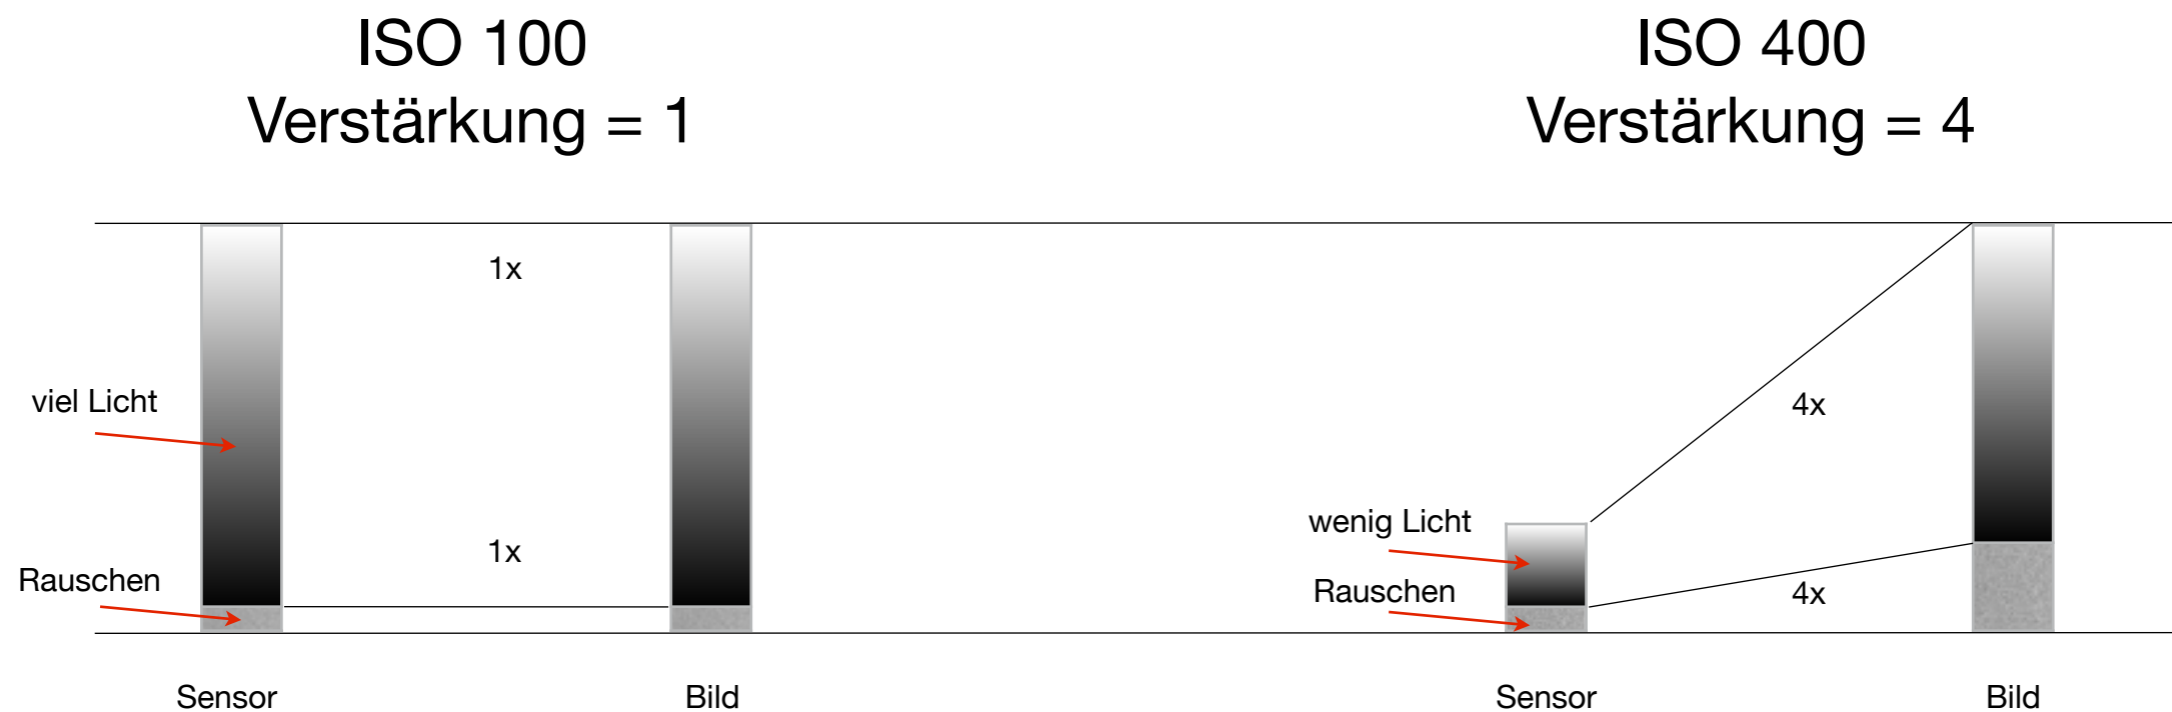 ISO 100
Verstärkung = 1
ISO 400
Verstärkung = 4
1x
viel Licht
4x
wenig Licht
1x
Rauschen
Rauschen
4x
Sensor
Bild
Sensor
Bild